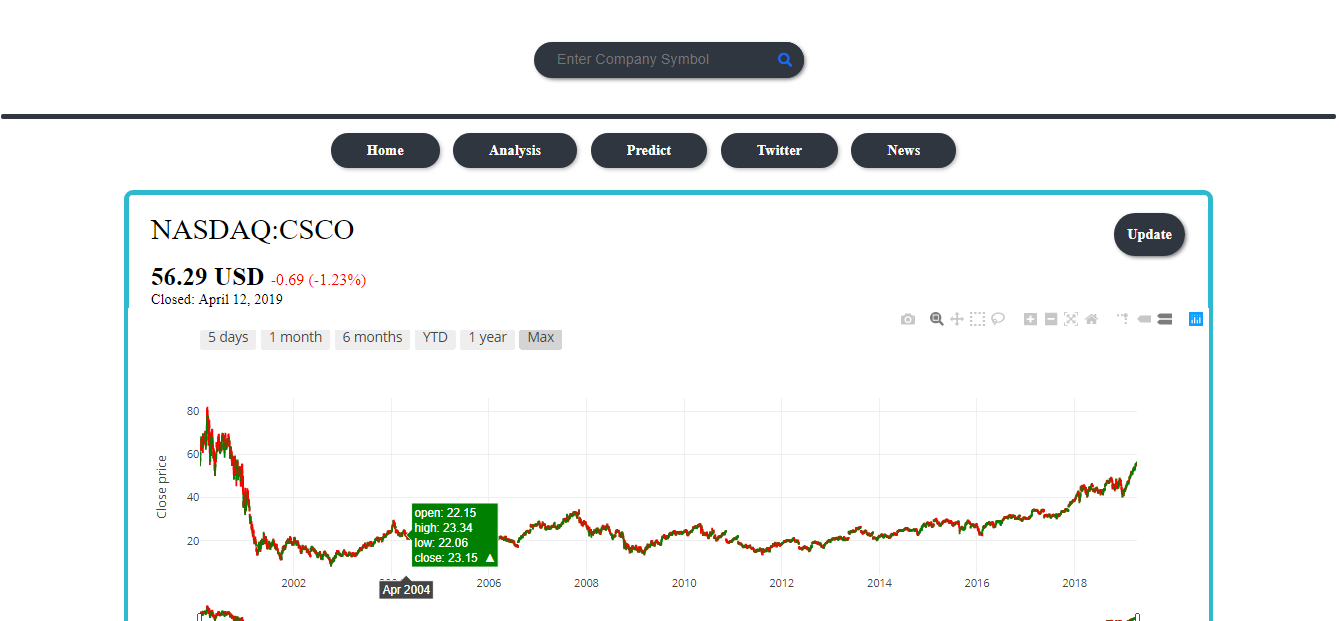 Enter Company Symbol
Home Analysis Predict Twitter News
NASDAQ:CSCO
Update
56.29 USD -0.69 (-1.23%)
Closed: April 12, 2019
5 days 1 month 6 months YTD 1 year Max
80
60
40
20
Close price
open: 22.15
high: 23.34
low: 22.06
close: 23.15 ▲
2002 2006 2008 2010 2012 2014 2016 2018
Apr 2004